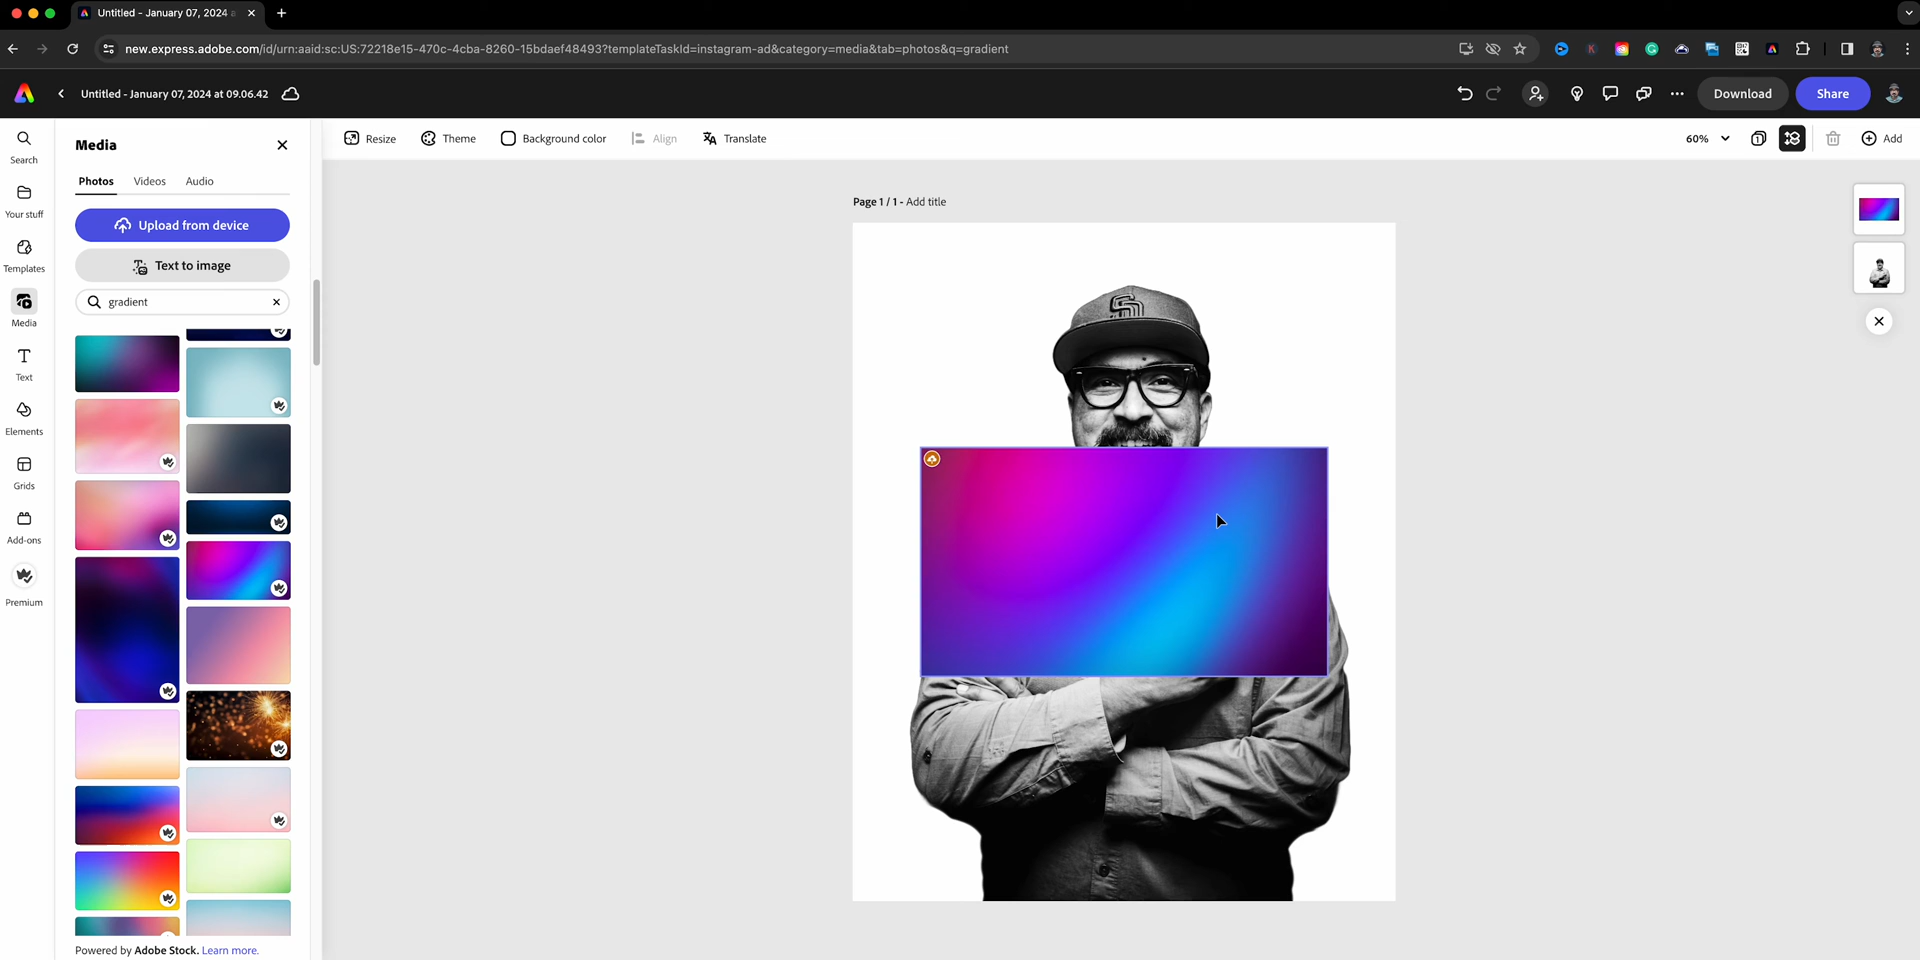 Untitled - January 07, 2024 a
new.express.adobe.com/id/urn:aaid:sc:US:72218e15-470c-4cba-8260-15bdaef48493?templateTaskId=instagram-ad&category=media&tab=photos&q=gradient
Untitled - January 07, 2024 at 09.06.42
Download
Share
Search
Your stuff
Templates
Media
Text
Elements
Grids
Add-ons
Premium
Media
Photos Videos Audio
Upload from device
Text to image
gradient
Powered by Adobe Stock. Learn more.
Resize Theme Background color Align Translate
60%
1
Add
Page 1 / 1 - Add title